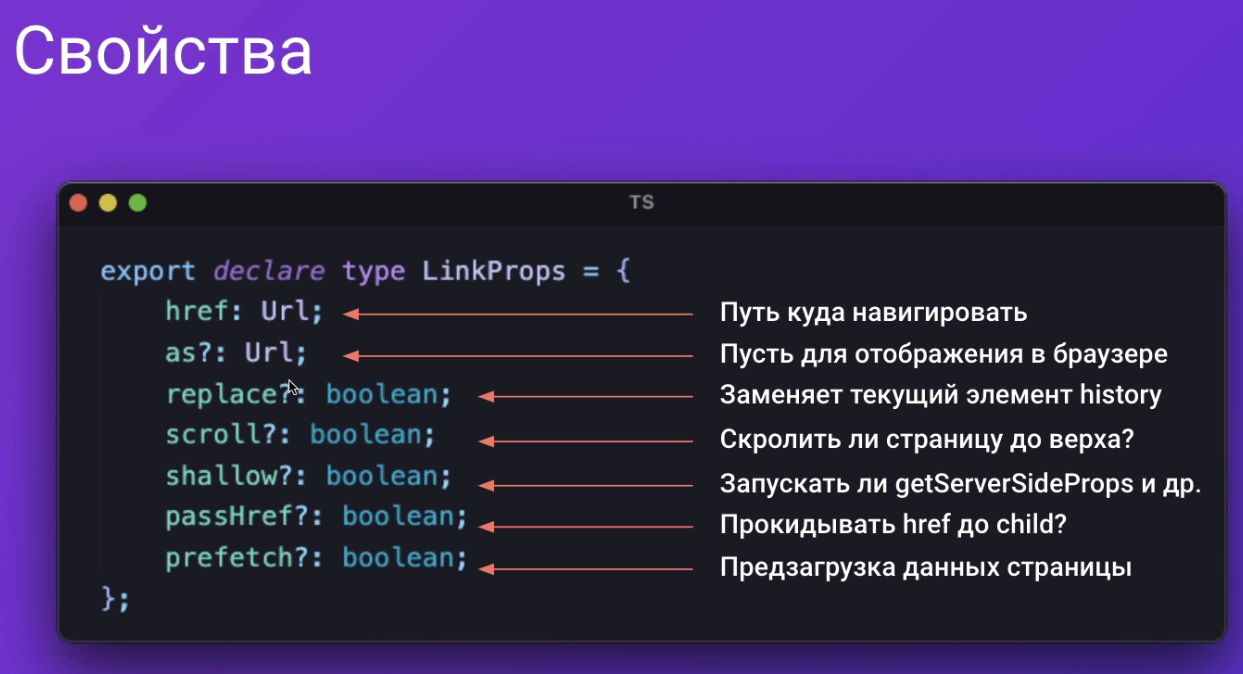 Свойства
TS
export declare type LinkProps = {
href: Url; Путь куда навигировать
as?: Url; Пусть для отображения в браузере
replace?: boolean; Заменяет текущий элемент history
scroll?: boolean; Скролить ли страницу до верха?
shallow?: boolean; Запускать ли getServerSideProps и др.
passHref?: boolean; Прокидывать href до child?
prefetch?: boolean; Предзагрузка данных страницы
};